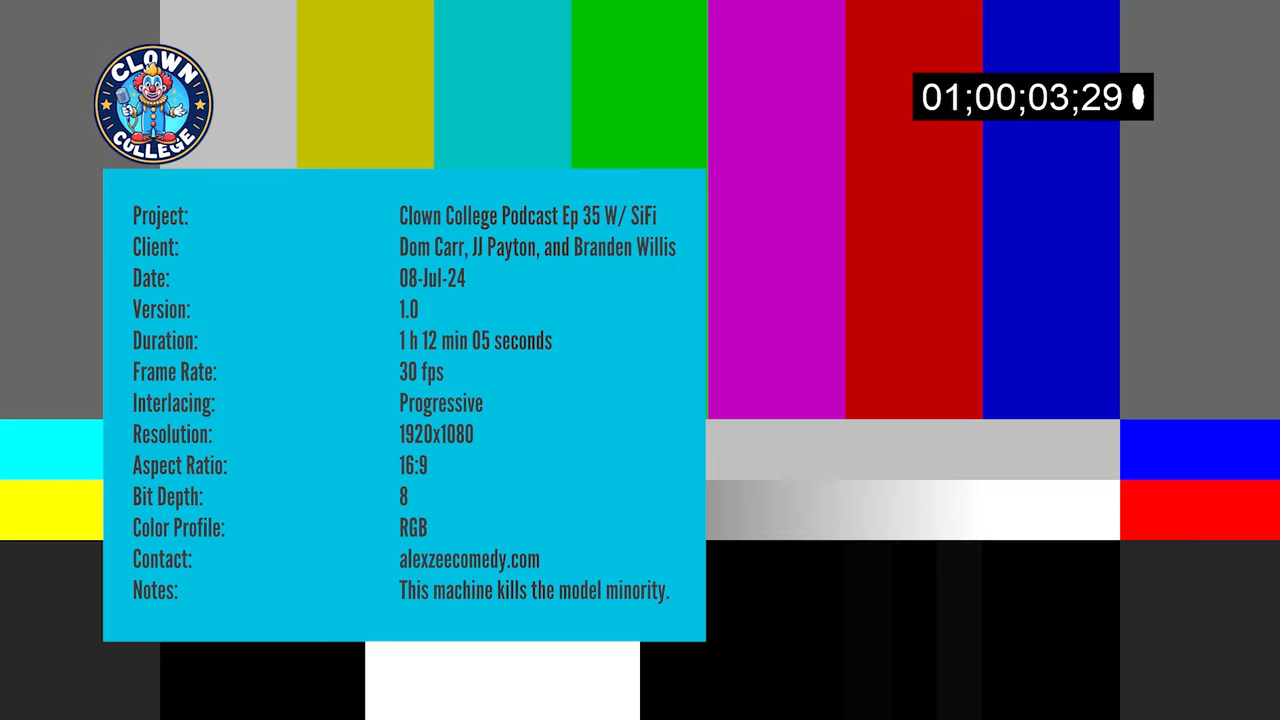 CLOWN
COLLEGE
01;00;03;29
Project: Clown College Podcast Ep 35 W/ SiFi
Client: Dom Carr, JJ Payton, and Branden Willis
Date: 08-Jul-24
Version: 1.0
Duration: 1 h 12 min 05 seconds
Frame Rate: 30 fps
Interlacing: Progressive
Resolution: 1920x1080
Aspect Ratio: 16:9
Bit Depth: 8
Color Profile: RGB
Contact: alexzeecomedy.com
Notes: This machine kills the model minority.